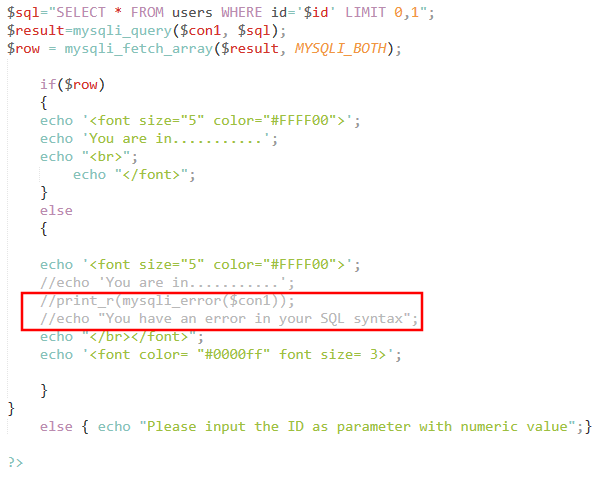 $sql="SELECT * FROM users WHERE id='$id' LIMIT 0,1";
$result=mysqli_query($con1, $sql);
$row = mysqli_fetch_array($result, MYSQLI_BOTH);
if($row)
{
echo '<font size="5" color="#FFFF00">';
echo 'You are in...........';
echo "<br>";
echo "</font>";
}
else
{
echo '<font size="5" color="#FFFF00">';
//echo 'You are in...........';
//print_r(mysqli_error($con1));
//echo "You have an error in your SQL syntax";
echo "</br></font>";
echo '<font color= "#0000ff" font size= 3>';
}
}
else { echo "Please input the ID as parameter with numeric value";}
?>